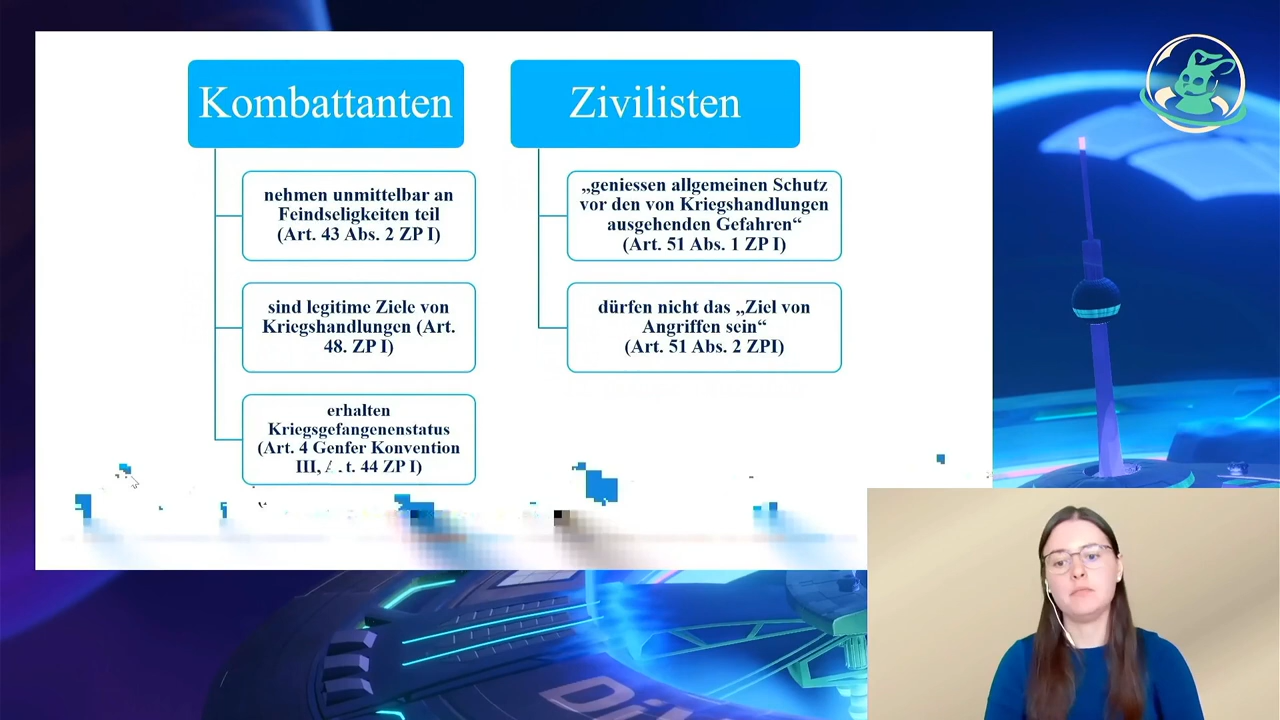 Kombattanten
nehmen unmittelbar an
Feindseligkeiten teil
(Art. 43 Abs. 2 ZP I)
sind legitime Ziele von
Kriegshandlungen (Art.
48. ZP I)
erhalten
Kriegsgefangenenstatus
(Art. 4 Genfer Konvention
III, t. 44 ZP I)
Zivilisten
„geniessen allgemeinen Schutz
vor den von Kriegshandlungen
ausgehenden Gefahren“
(Art. 51 Abs. 1 ZP I)
dürfen nicht das „Ziel von
Angriffen sein“
(Art. 51 Abs. 2 ZPI)